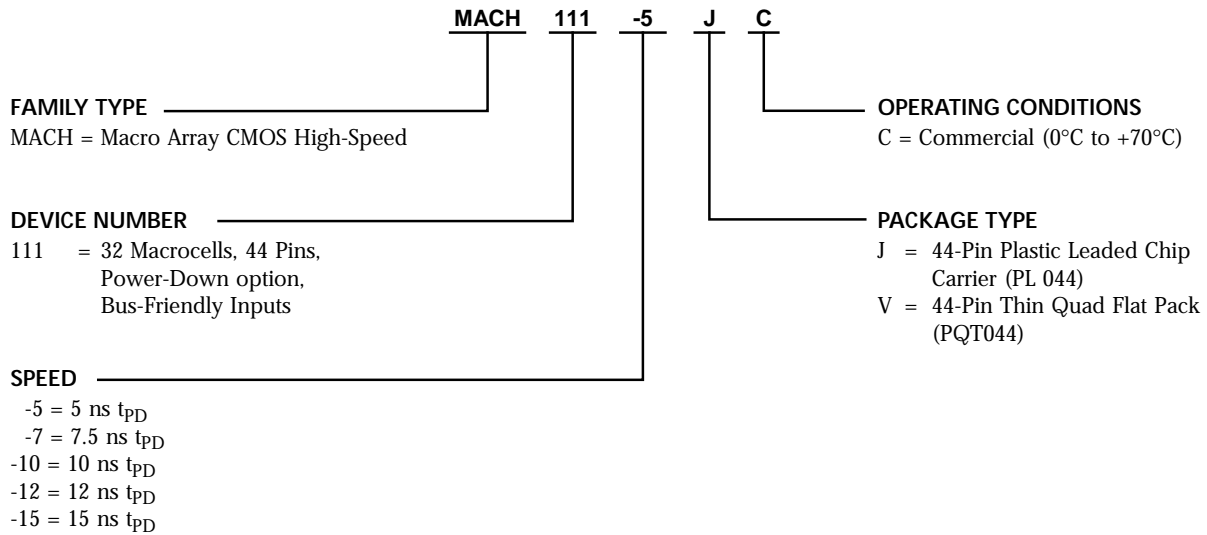 MACH 111 -5 J C
FAMILY TYPE
MACH = Macro Array CMOS High-Speed
OPERATING CONDITIONS
C = Commercial (0°C to +70°C)
DEVICE NUMBER
111 = 32 Macrocells, 44 Pins,
Power-Down option,
Bus-Friendly Inputs
PACKAGE TYPE
J = 44-Pin Plastic Leaded Chip
Carrier (PL 044)
V = 44-Pin Thin Quad Flat Pack
(PQT044)
SPEED
-5 = 5 ns tPD
-7 = 7.5 ns tPD
-10 = 10 ns tPD
-12 = 12 ns tPD
-15 = 15 ns tPD